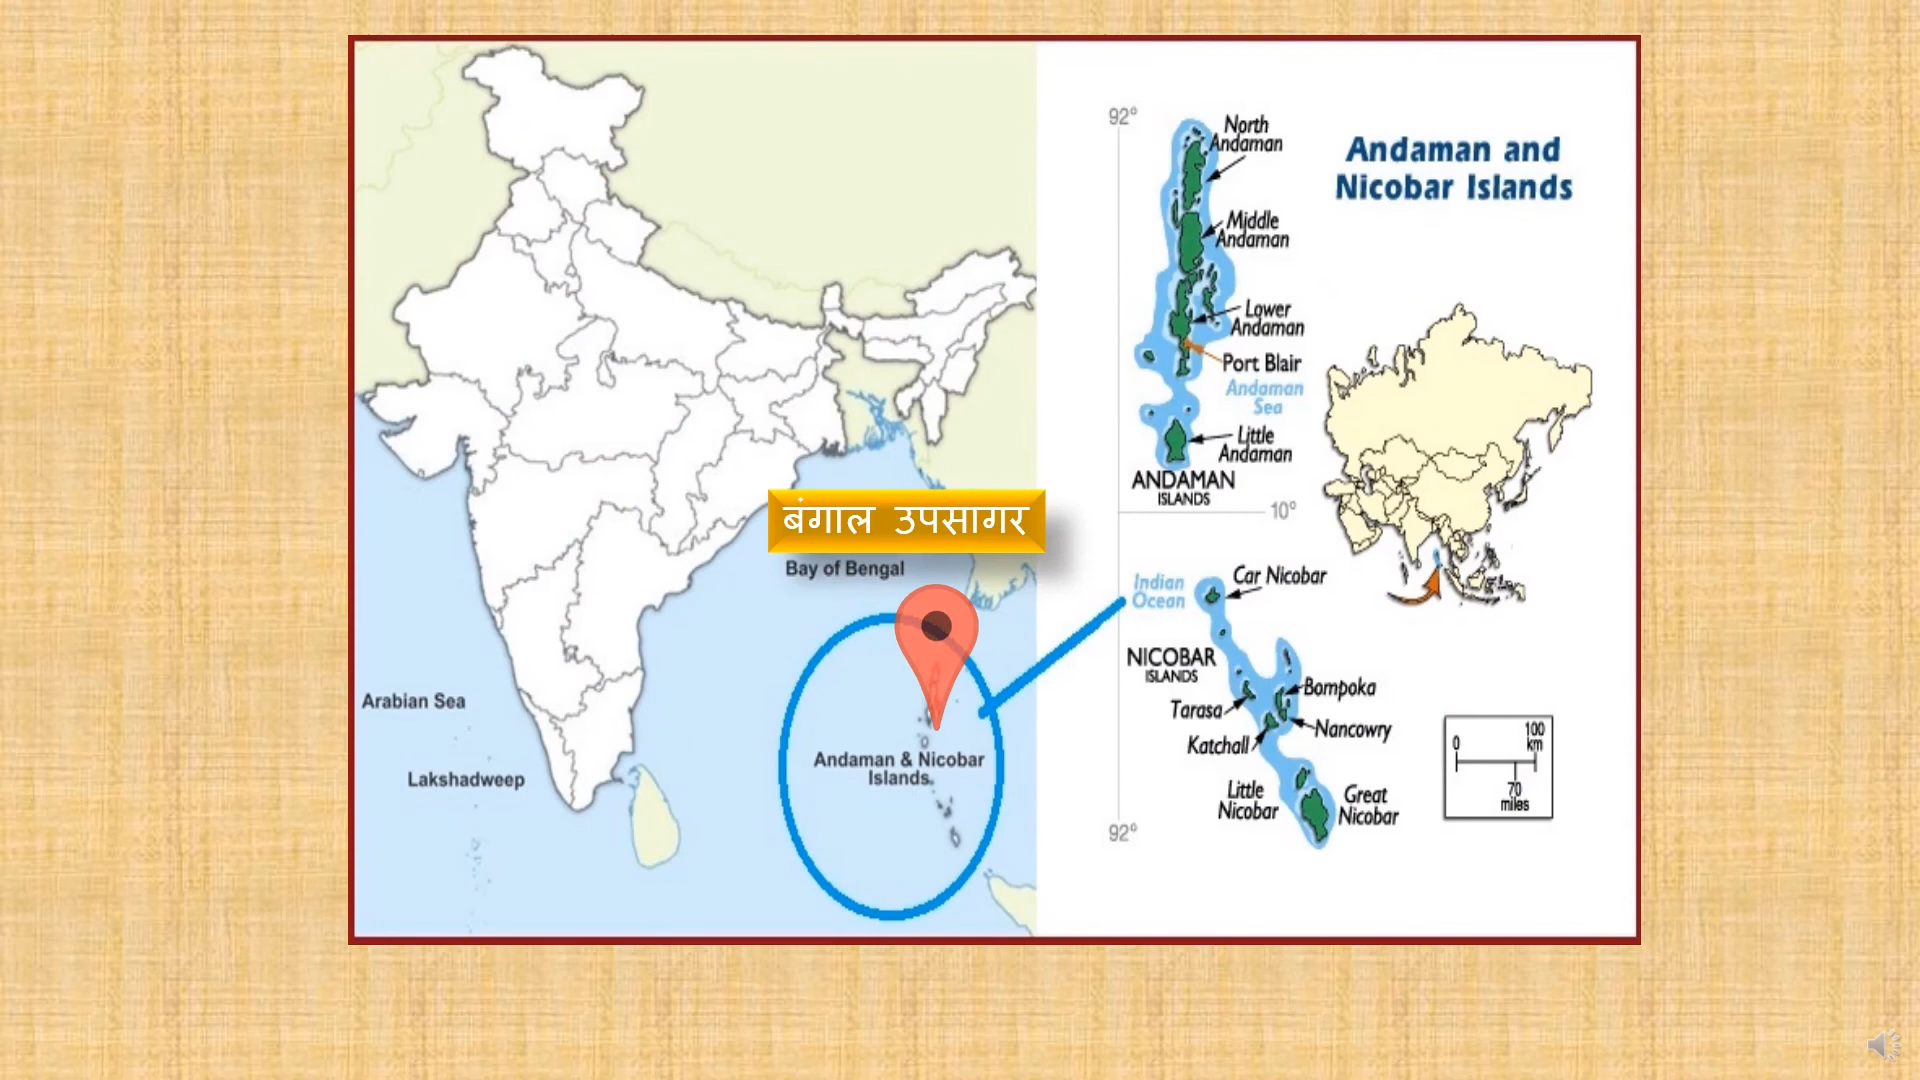 बंगाल उपसागर
Bay of Bengal
Arabian Sea
Lakshadweep
Andaman & Nicobar
Islands
Andaman and
Nicobar Islands
92°
North
Andaman
Middle
Andaman
Lower
Andaman
Port Blair
Andaman
Sea
Little
Andaman
ANDAMAN
ISLANDS
10°
Indian
Ocean
Car Nicobar
NICOBAR
ISLANDS
Bompoka
Tarasa
Nancowry
Katchall
Little
Nicobar
Great
Nicobar
92°
0
100
km
70
miles